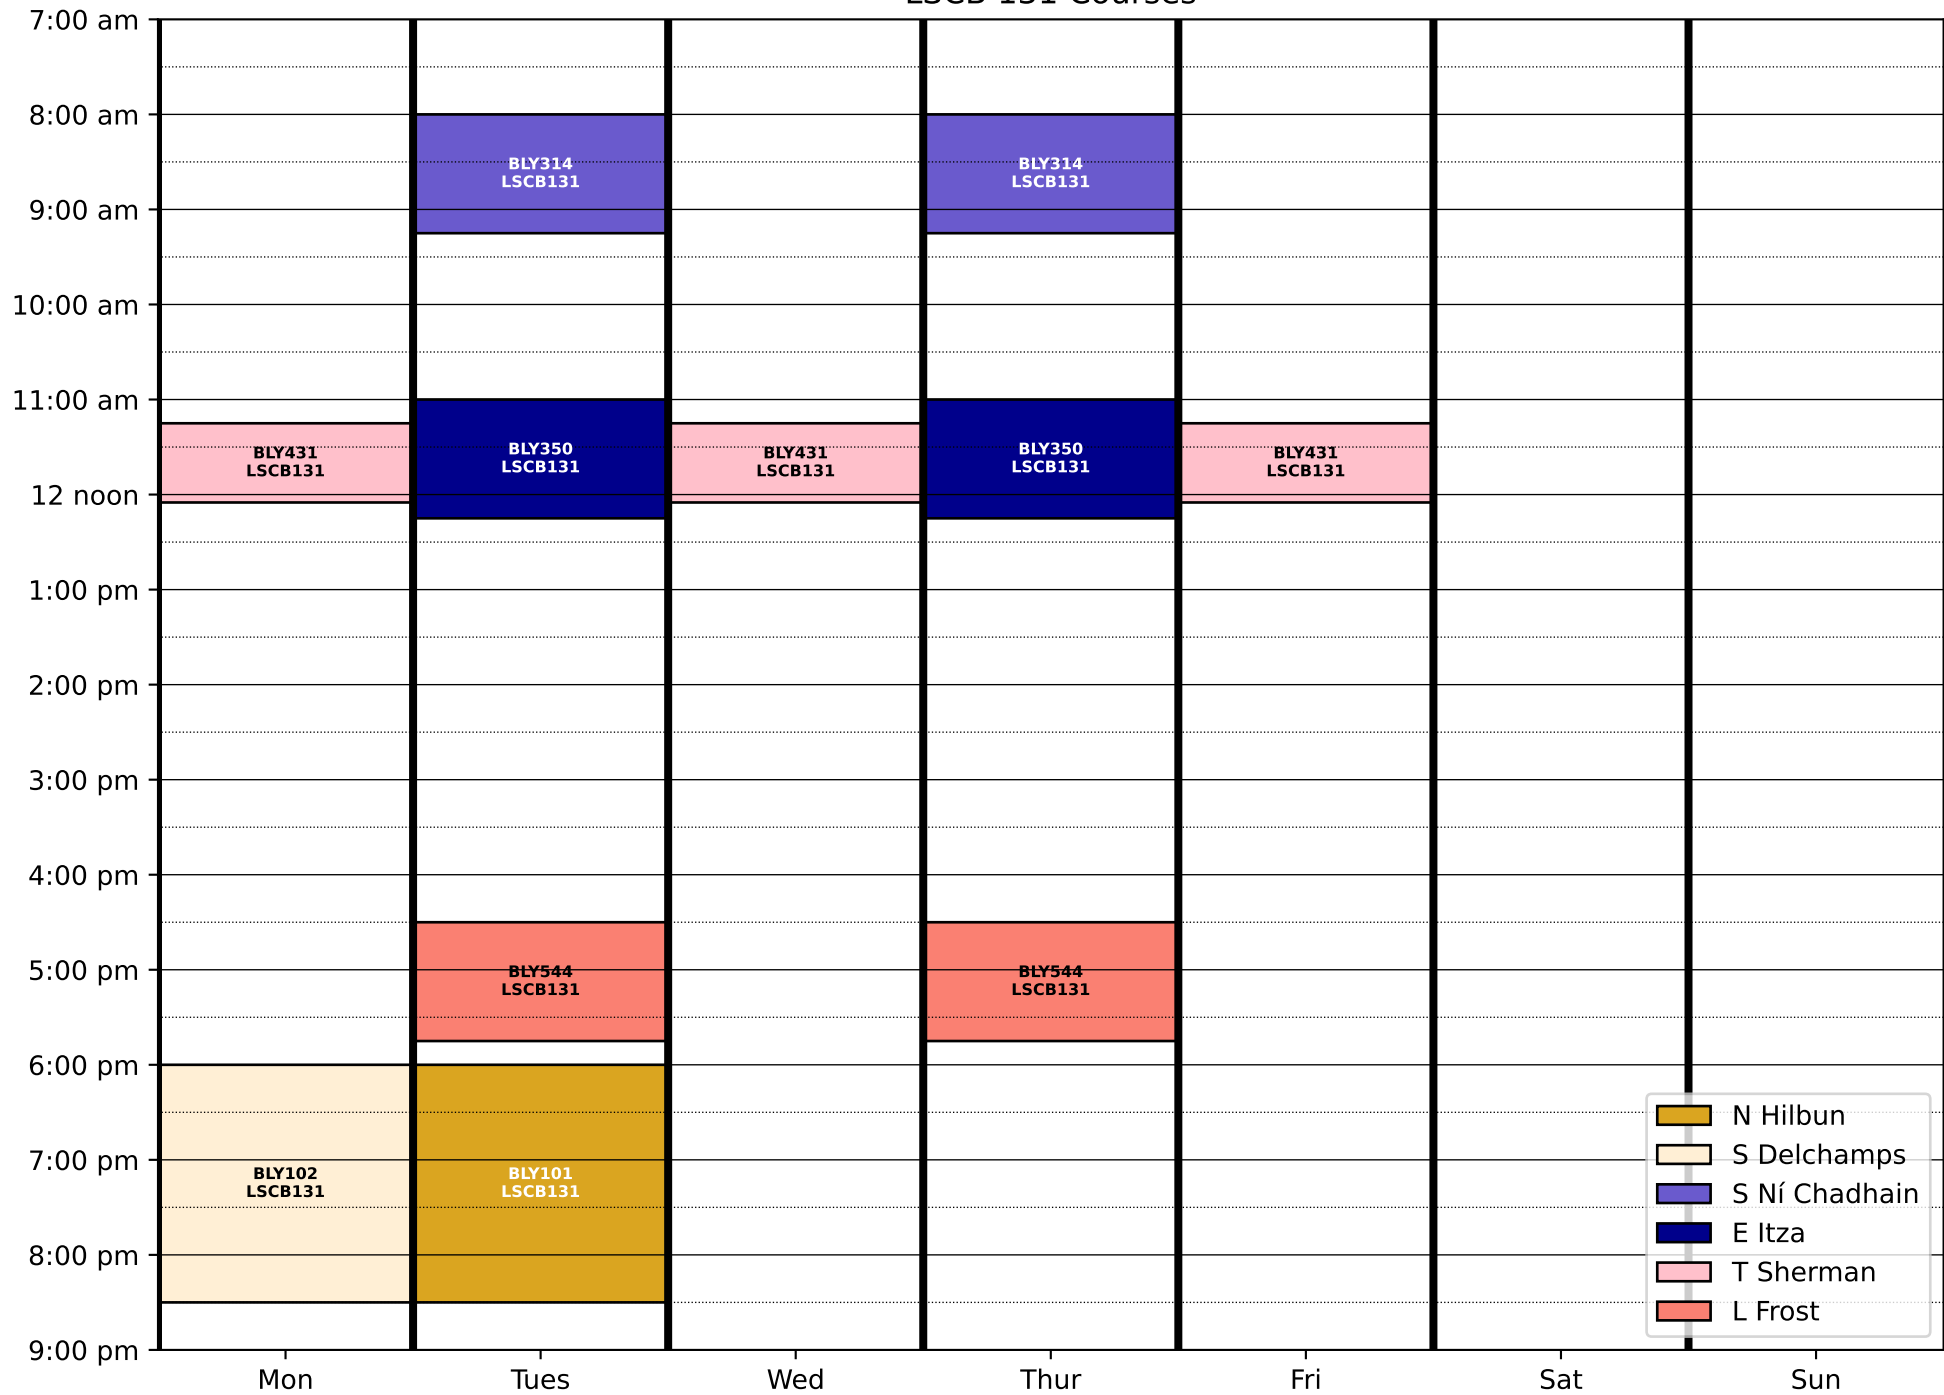 LSCB 131 Courses
7:00 am
8:00 am
BLY314
LSCB131
BLY314
LSCB131
9:00 am
10:00 am
11:00 am
BLY431
LSCB131
BLY350
LSCB131
BLY431
LSCB131
BLY350
LSCB131
BLY431
LSCB131
12 noon
1:00 pm
2:00 pm
3:00 pm
4:00 pm
5:00 pm
BLY544
LSCB131
BLY544
LSCB131
6:00 pm
7:00 pm
BLY102
LSCB131
BLY101
LSCB131
8:00 pm
9:00 pm
N Hilbun
S Delchamps
S Ní Chadhain
E Itza
T Sherman
L Frost
Mon
Tues
Wed
Thur
Fri
Sat
Sun